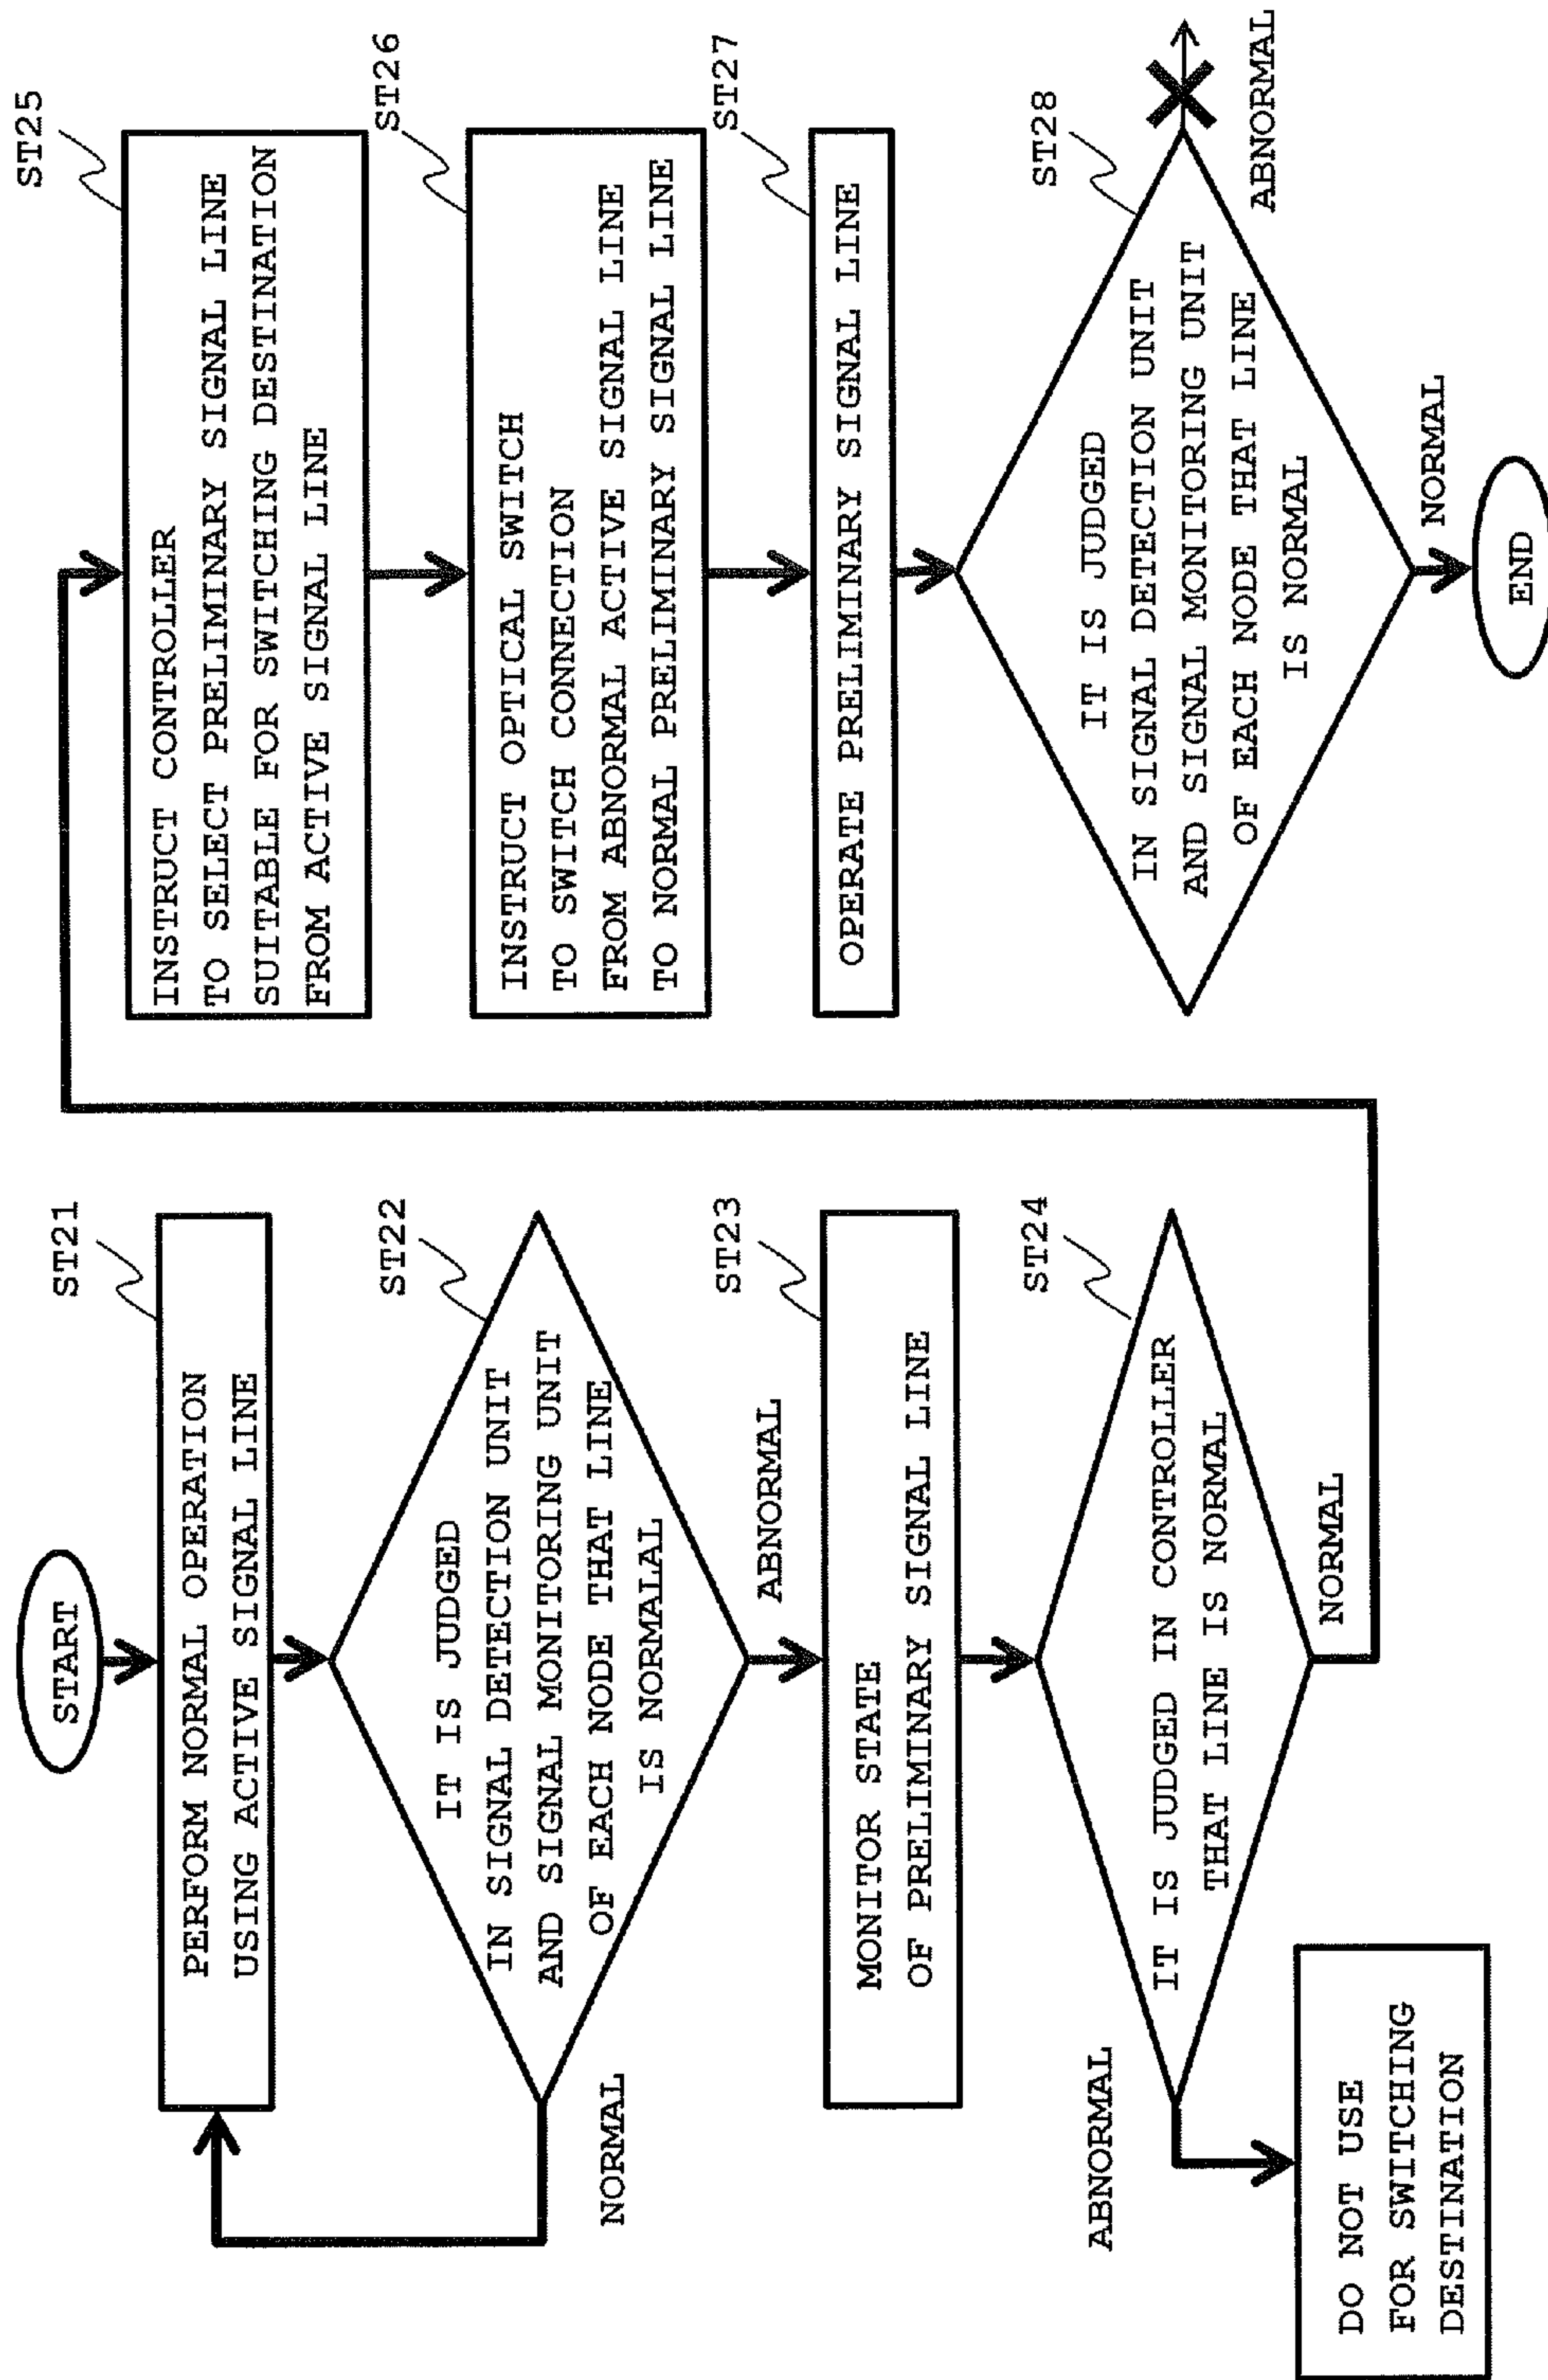 START
ST21
PERFORM NORMAL OPERATION
USING ACTIVE SIGNAL LINE
ST22
IT IS JUDGED
IN SIGNAL DETECTION UNIT
AND SIGNAL MONITORING UNIT
OF EACH NODE THAT LINE
IS NORMALAL
NORMAL
ABNORMAL
ST23
MONITOR STATE
OF PRELIMINARY SIGNAL LINE
ST24
IT IS JUDGED IN CONTROLLER
THAT LINE IS NORMAL
ABNORMAL
NORMAL
DO NOT USE
FOR SWITCHING
DESTINATION
ST25
INSTRUCT CONTROLLER
TO SELECT PRELIMINARY SIGNAL LINE
SUITABLE FOR SWITCHING DESTINATION
FROM ACTIVE SIGNAL LINE
ST26
INSTRUCT OPTICAL SWITCH
TO SWITCH CONNECTION
FROM ABNORMAL ACTIVE SIGNAL LINE
TO NORMAL PRELIMINARY SIGNAL LINE
ST27
OPERATE PRELIMINARY SIGNAL LINE
ST28
IT IS JUDGED
IN SIGNAL DETECTION UNIT
AND SIGNAL MONITORING UNIT
OF EACH NODE THAT LINE
IS NORMAL
ABNORMAL
NORMAL
END